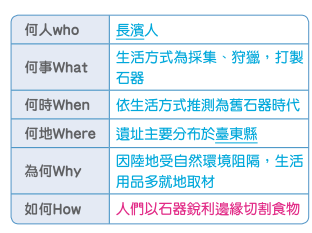 何人who 長濱人
何事What 生活方式為採集、狩獵，打製
石器
何時When 依生活方式推測為舊石器時代
何地Where 遺址主要分布於臺東縣
為何Why 因陸地受自然環境阻隔，生活
用品多就地取材
如何How 人們以石器銳利邊緣切割食物